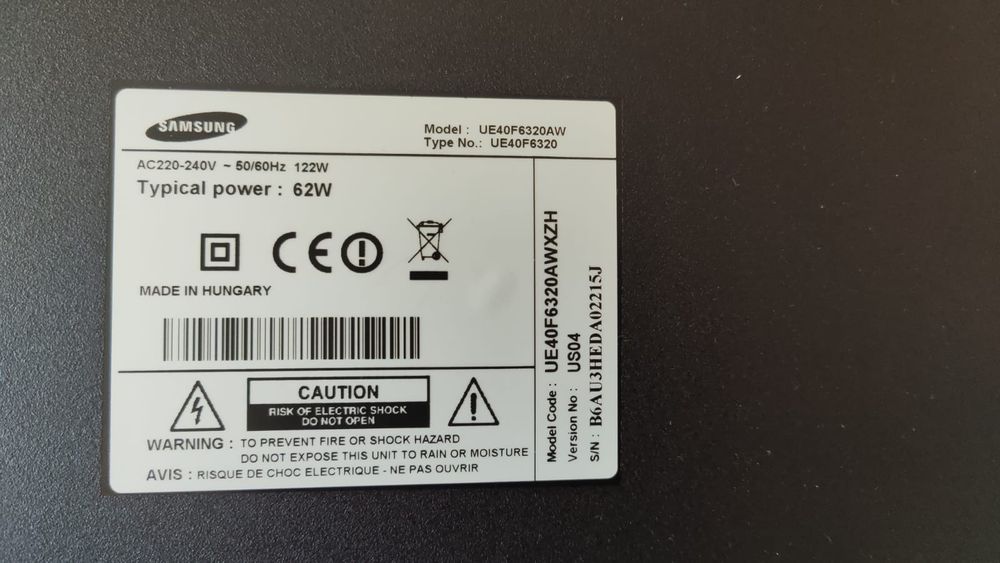 SAMSUNG
Model : UE40F6320AW
Type No.: UE40F6320
AC220-240V ~ 50/60Hz 122W
Typical power : 62W
MADE IN HUNGARY
CAUTION
RISK OF ELECTRIC SHOCK
DO NOT OPEN
WARNING : TO PREVENT FIRE OR SHOCK HAZARD
DO NOT EXPOSE THIS UNIT TO RAIN OR MOISTURE
AVIS : RISQUE DE CHOC ELECTRIQUE - NE PAS OUVRIR
Model Code : UE40F6320AWXZH
Version No : US04
S/N : B6AU3HEDA02215J